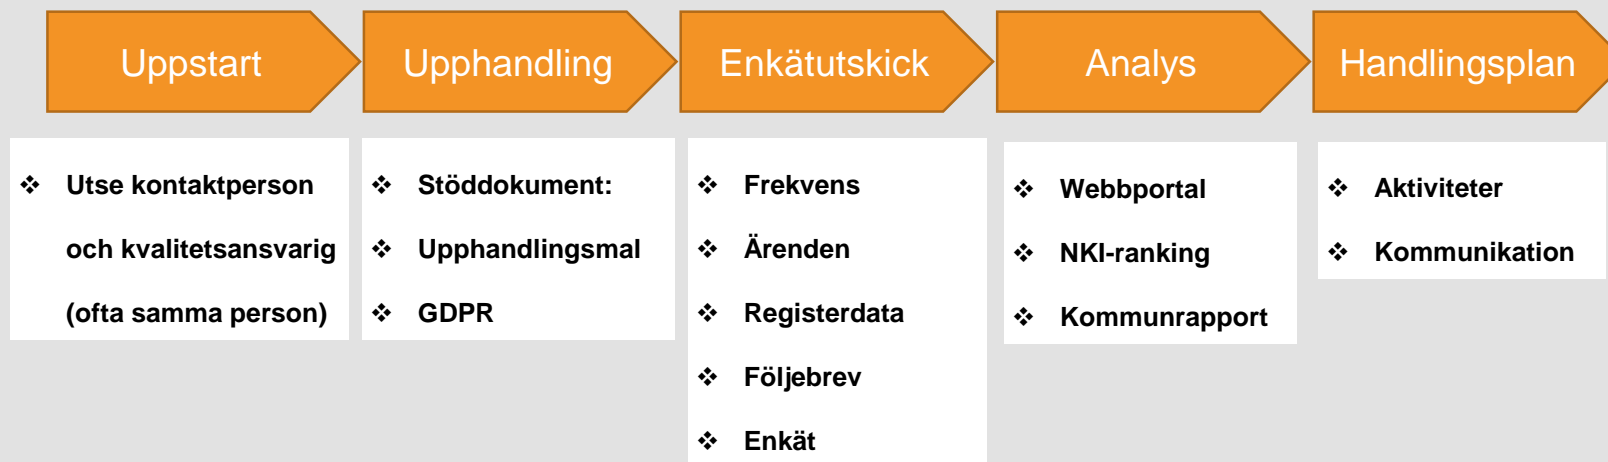 Uppstart
Upphandling
Enkätutskick
Analys
Handlingsplan
Utse kontaktperson
och kvalitetsansvarig
(ofta samma person)
Stöddokument:
Upphandlingsmal
GDPR
Frekvens
Ärenden
Registerdata
Följebrev
Enkät
Webbportal
NKI-ranking
Kommunrapport
Aktiviteter
Kommunikation